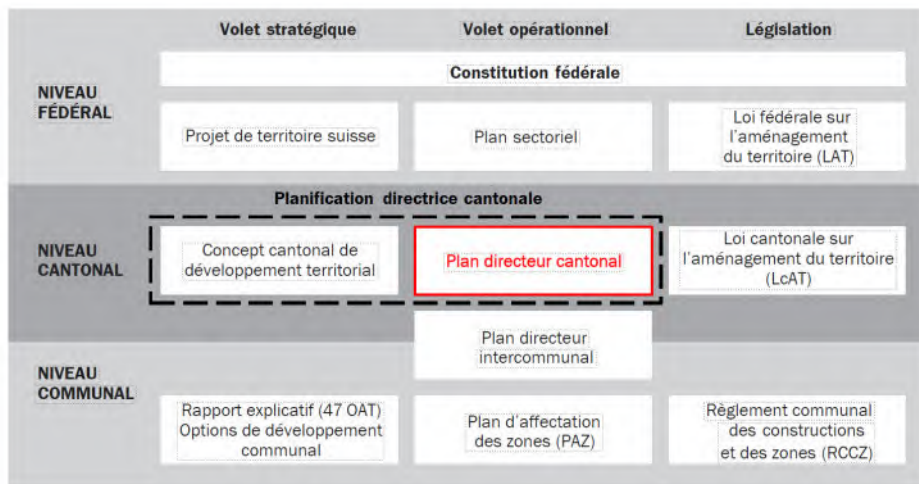 Volet stratégique
Volet opérationnel
Législation
Constitution fédérale
NIVEAU
FÉDÉRAL
Projet de territoire suisse
Plan sectoriel
Loi fédérale sur
l'aménagement
du territoire (LAT)
Planification directrice cantonale
NIVEAU
CANTONAL
Concept cantonal de
développement territorial
Plan directeur cantonal
Loi cantonale sur
l'aménagement du territoire
(LcAT)
Plan directeur
intercommunal
NIVEAU
COMMUNAL
Rapport explicatif (47 OAT)
Options de développement
communal
Plan d'affectation
des zones (PAZ)
Règlement communal
des constructions
et des zones (RCCZ)